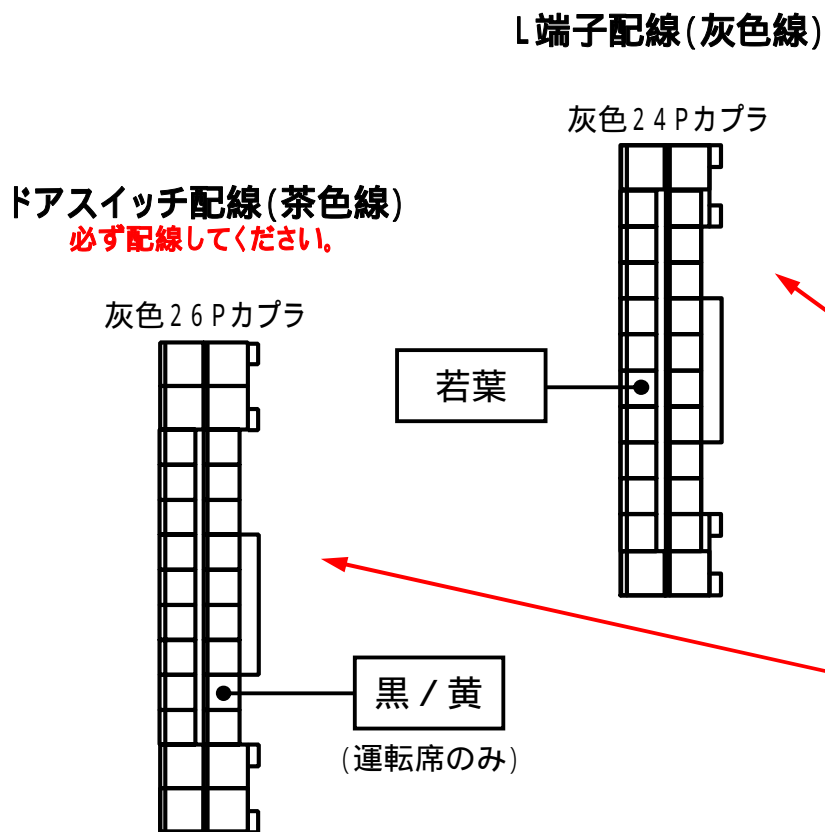 L端子配線(灰色線)
灰色24Pカプラ
ドアスイッチ配線(茶色線)
必ず配線してください。
灰色26Pカプラ
若葉
黒/黄
(運転席のみ)